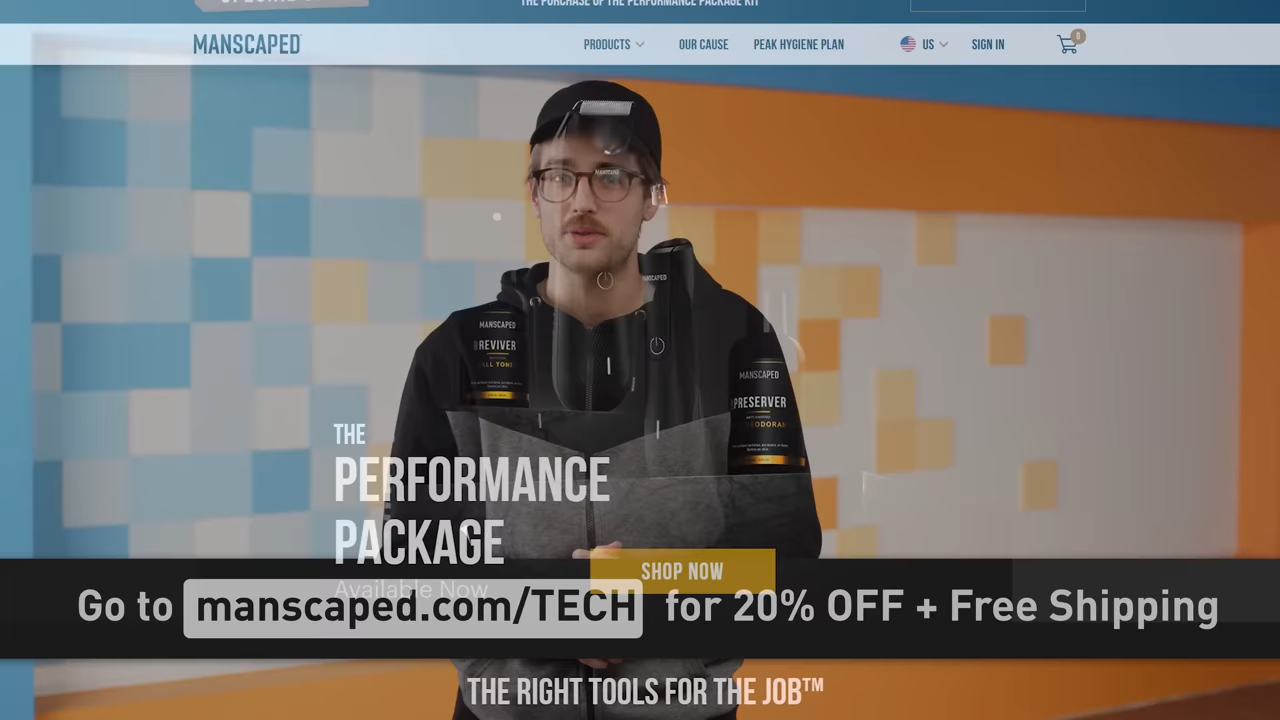 THE PURCHASE OF THE PERFORMANCE PACKAGE KIT
MANSCAPED
PRODUCTS
OUR CAUSE
PEAK HYGIENE PLAN
US
SIGN IN
0
MANSCAPED
MANSCAPED
REVIVER
MANSCAPED
PRESERVER
THE
PERFORMANCE
PACKAGE
Available Now
SHOP NOW
Go to manscaped.com/TECH for 20% OFF + Free Shipping
THE RIGHT TOOLS FOR THE JOB™